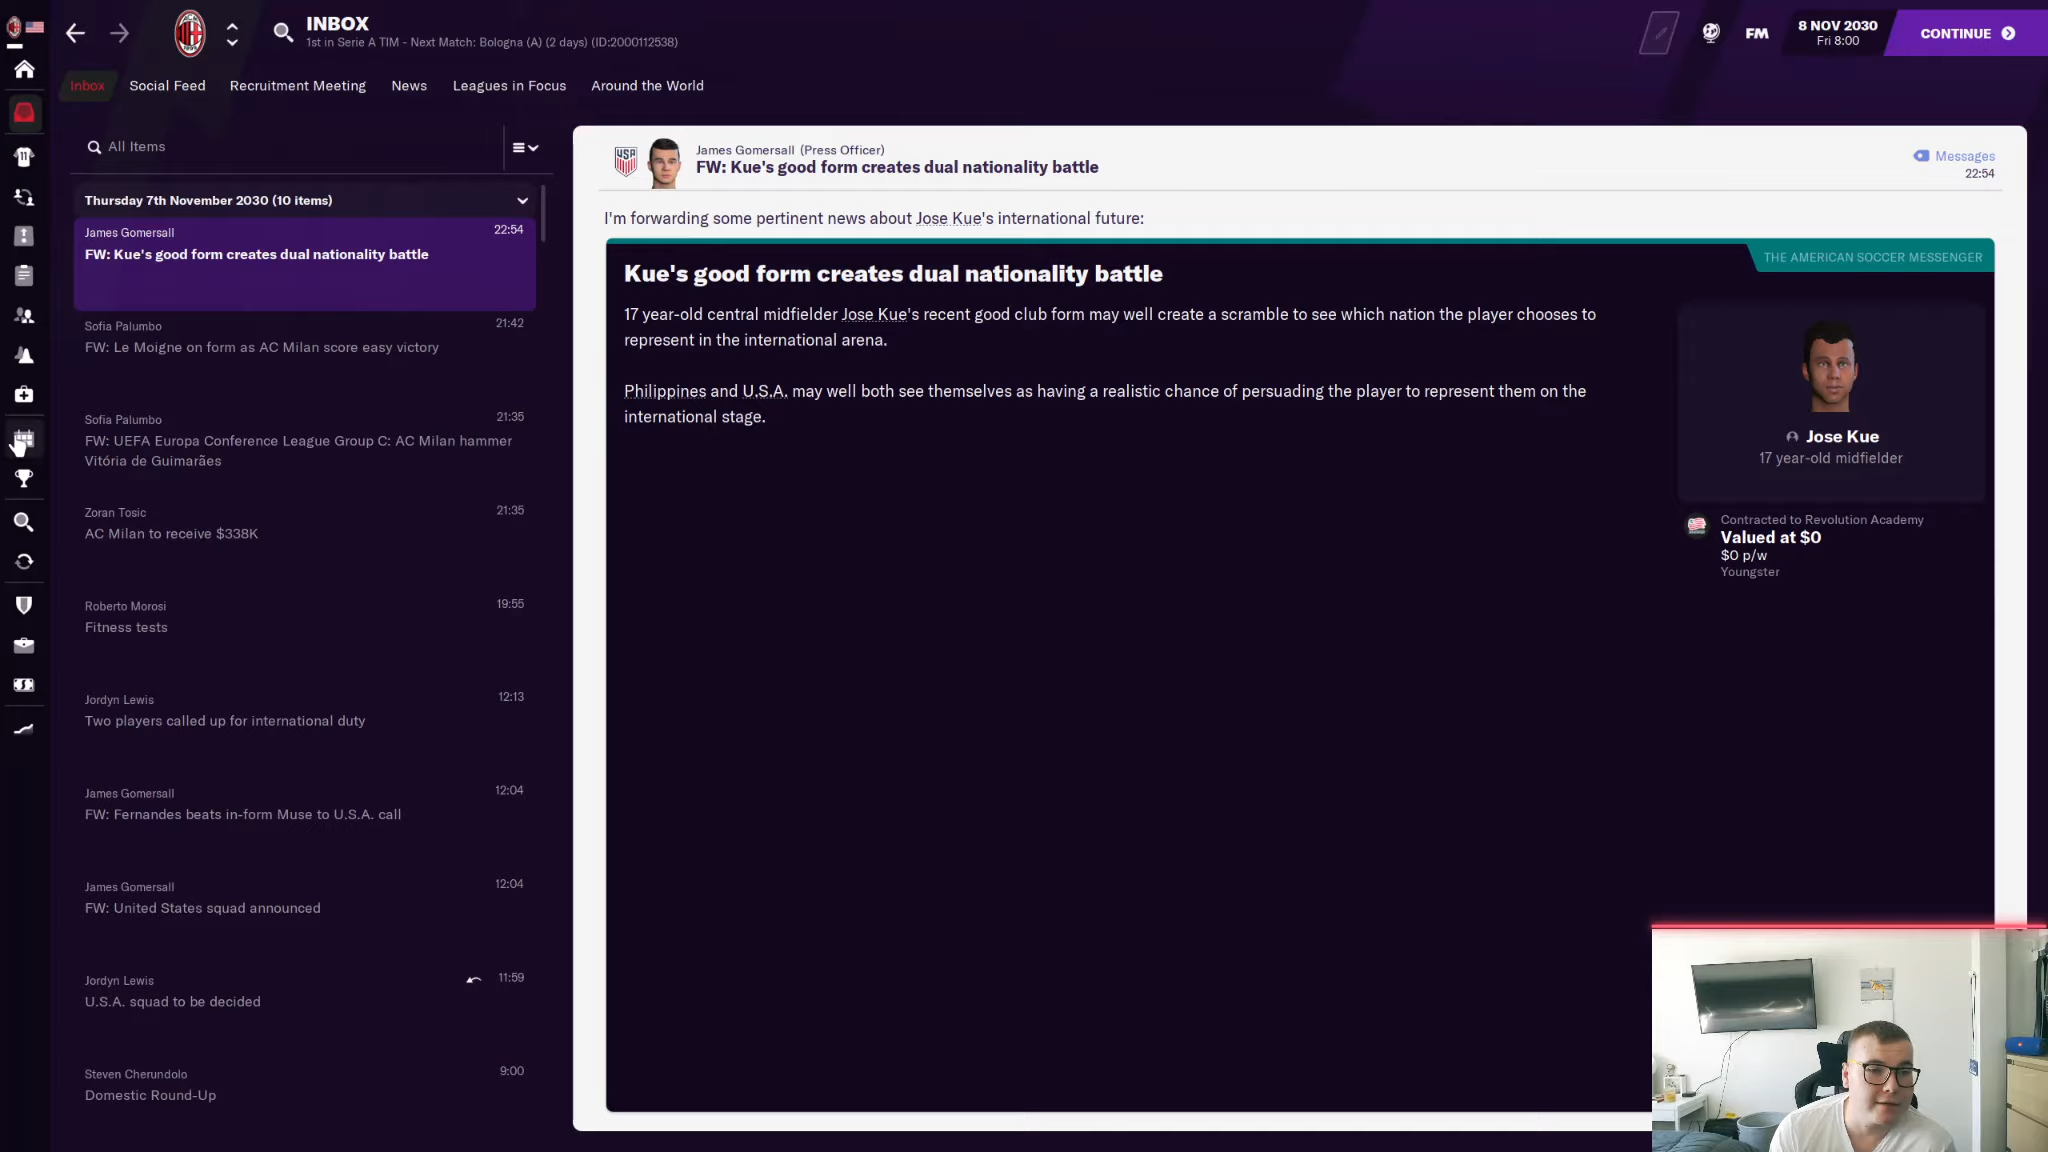 INBOX
1st in Serie A TIM - Next Match: Bologna (A) (2 days) (ID:2000112538)
FM
8 NOV 2030
Fri 8:00
CONTINUE
Inbox
Social Feed
Recruitment Meeting
News
Leagues in Focus
Around the World
All Items
Thursday 7th November 2030 (10 items)
James Gomersall
22:54
FW: Kue's good form creates dual nationality battle
Sofia Palumbo
21:42
FW: Le Moigne on form as AC Milan score easy victory
Sofia Palumbo
21:35
FW: UEFA Europa Conference League Group C: AC Milan hammer
Vitória de Guimarães
Zoran Tosic
21:35
AC Milan to receive $338K
Roberto Morosi
19:55
Fitness tests
Jordyn Lewis
12:13
Two players called up for international duty
James Gomersall
12:04
FW: Fernandes beats in-form Muse to U.S.A. call
James Gomersall
12:04
FW: United States squad announced
Jordyn Lewis
11:59
U.S.A. squad to be decided
Steven Cherundolo
9:00
Domestic Round-Up
USA
James Gomersall (Press Officer)
FW: Kue's good form creates dual nationality battle
Messages
22:54
I'm forwarding some pertinent news about Jose Kue's international future:
THE AMERICAN SOCCER MESSENGER
Kue's good form creates dual nationality battle
17 year-old central midfielder Jose Kue's recent good club form may well create a scramble to see which nation the player chooses to
represent in the international arena.
Philippines and U.S.A. may well both see themselves as having a realistic chance of persuading the player to represent them on the
international stage.
Jose Kue
17 year-old midfielder
Contracted to Revolution Academy
Valued at $0
$0 p/w
Youngster